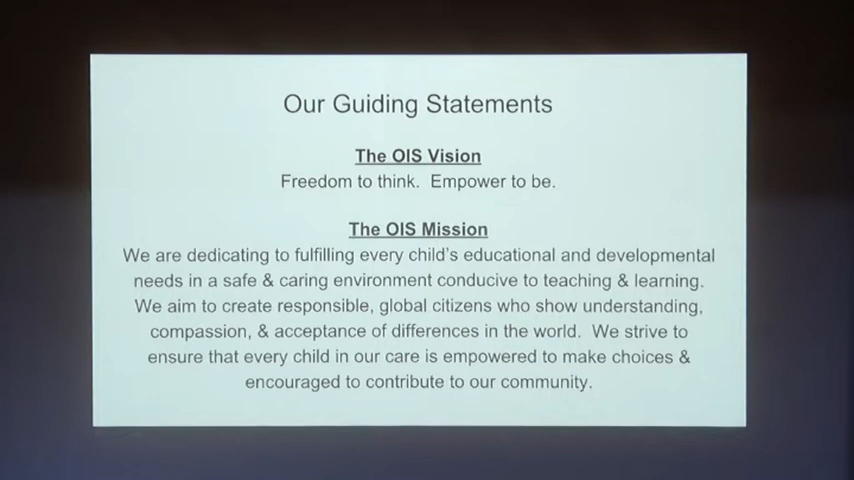 Our Guiding Statements
The OIS Vision
Freedom to think.  Empower to be.
The OIS Mission
We are dedicating to fulfilling every child's educational and developmental
needs in a safe & caring environment conducive to teaching & learning.
We aim to create responsible, global citizens who show understanding,
compassion, & acceptance of differences in the world.  We strive to
ensure that every child in our care is empowered to make choices &
encouraged to contribute to our community.